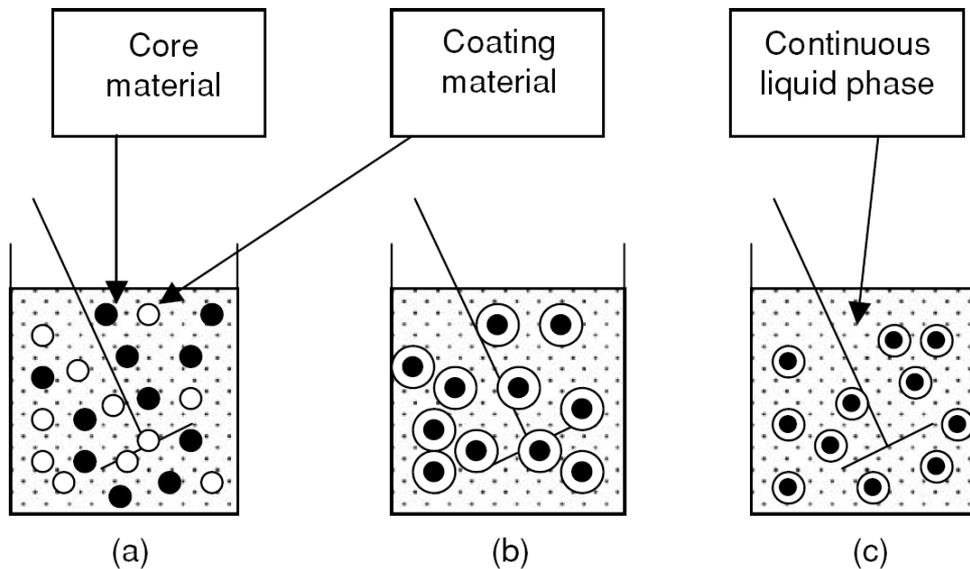 Core
material
Coating
material
Continuous
liquid phase
(a)
(b)
(c)